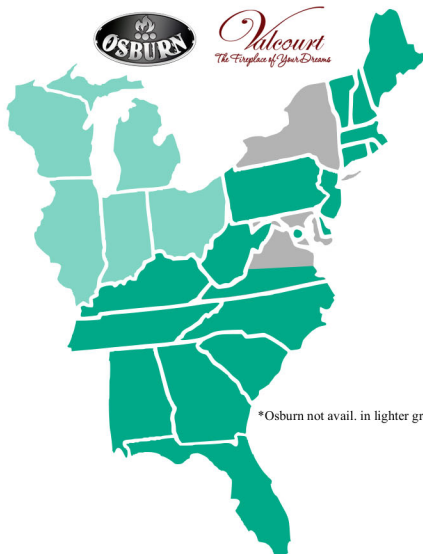 OSBURN
Valcourt
The Fireplace of Your Dreams
*Osburn not avail. in lighter gr